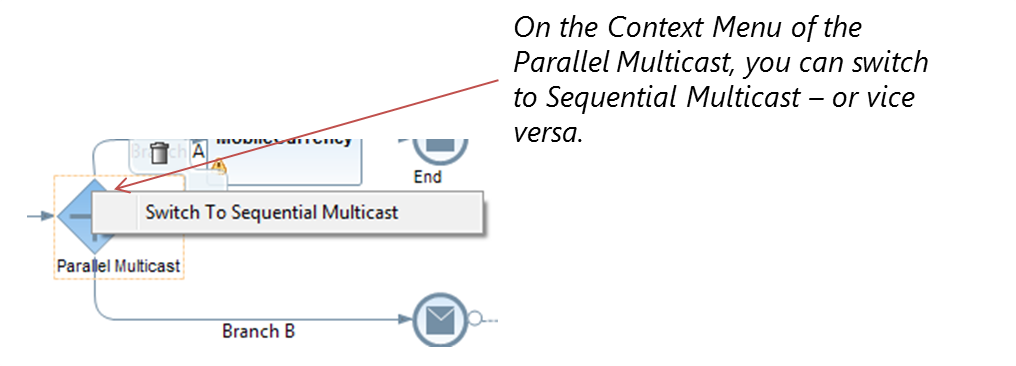 On the Context Menu of the
Parallel Multicast, you can switch
to Sequential Multicast – or vice
versa.
MobileCurrency
Branch A
End
Switch To Sequential Multicast
Parallel Multicast
Branch B